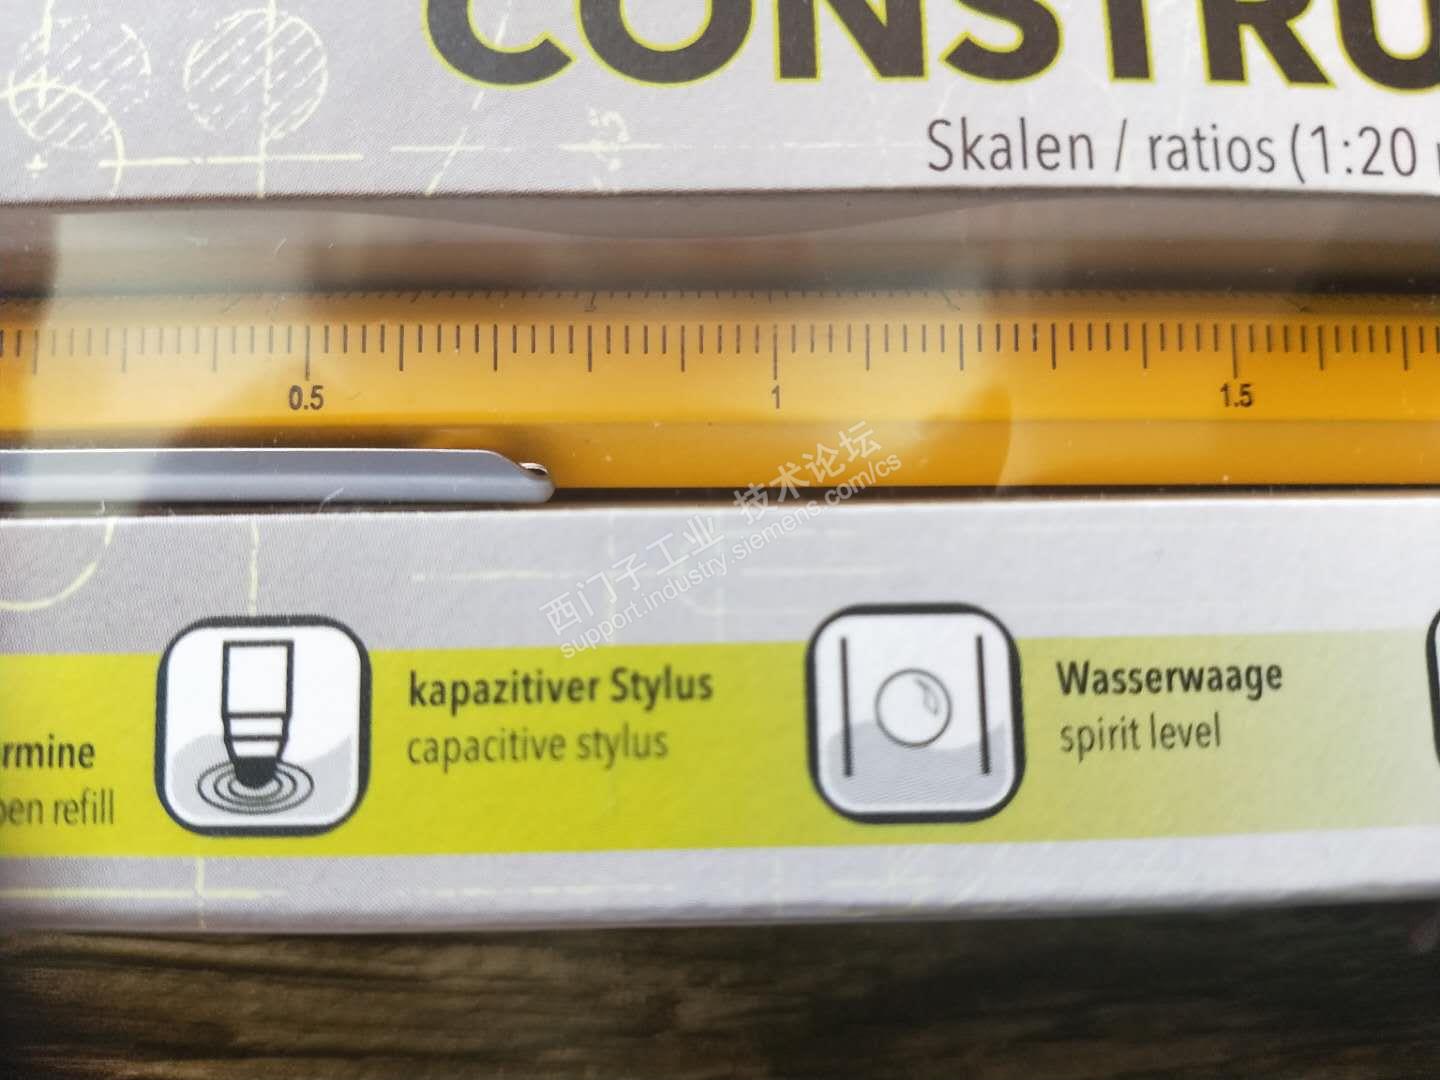 CONSTRU
Skalen / ratios (1:20
0.5
1
1.5
西门子工业 技术论坛
support.industry.siemens.com/cs
kapazitiver Stylus
capacitive stylus
Wasserwaage
spirit level
rmine
pen refill